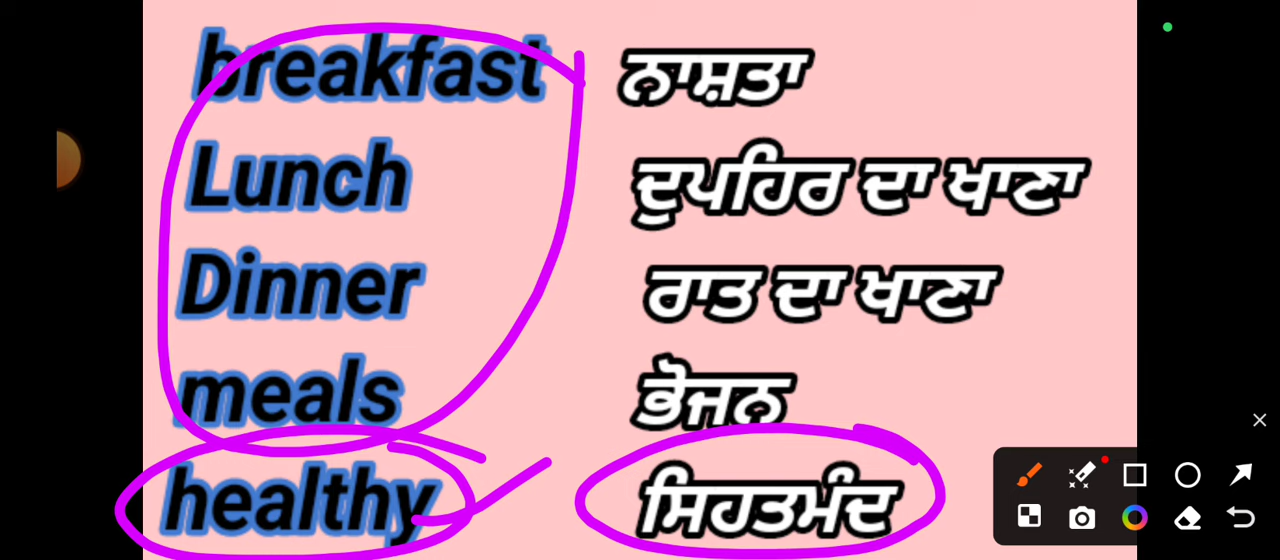 breakfast ਨਾਸ਼ਤਾ
Lunch ਦੁਪਹਿਰ ਦਾ ਖਾਣਾ
Dinner ਰਾਤ ਦਾ ਖਾਣਾ
meals ਭੋਜਨ
healthy ਸਿਹਤਮੰਦ